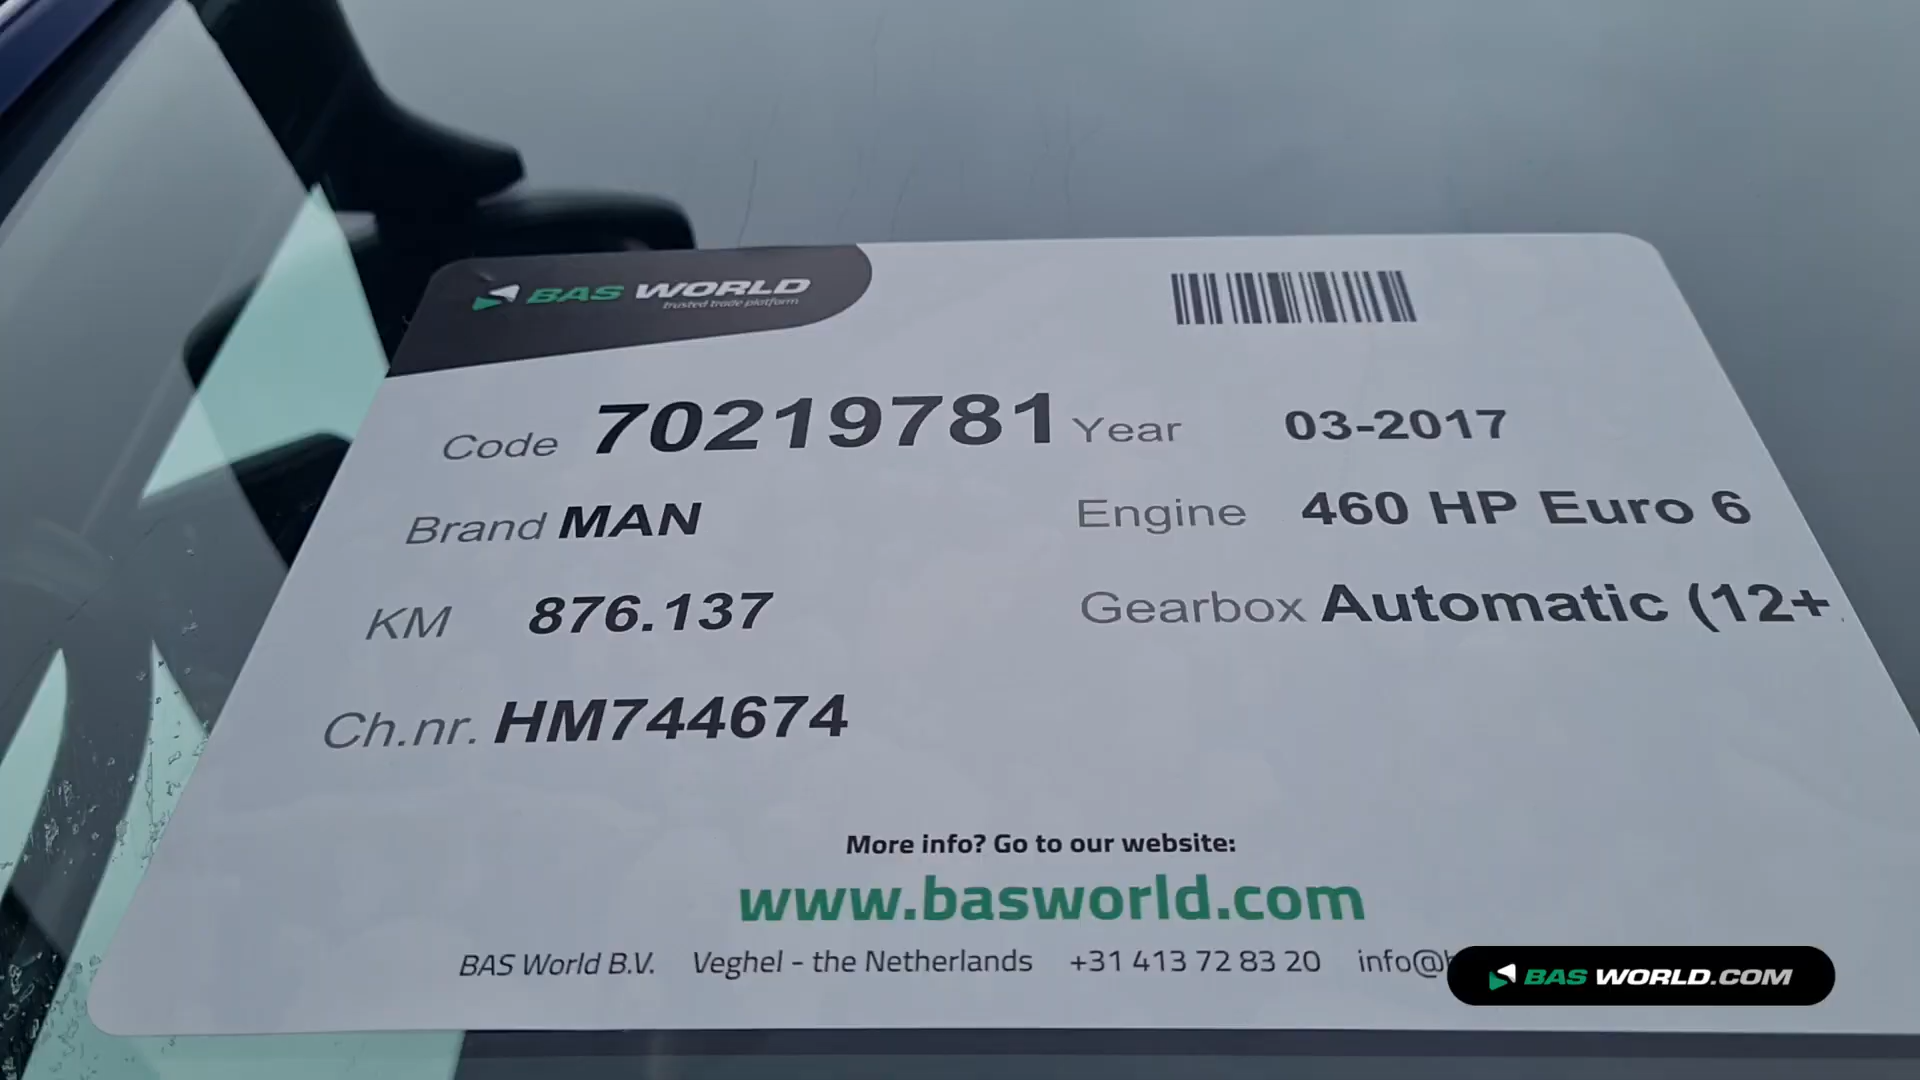 BAS WORLD
trusted trade platform
Code 70219781 Year 03-2017
Brand MAN Engine 460 HP Euro 6
KM 876.137 Gearbox Automatic (12+
Ch.nr. HM744674
More info? Go to our website:
www.basworld.com
BAS World B.V. Veghel - the Netherlands +31 413 72 83 20 info@
BAS WORLD.COM